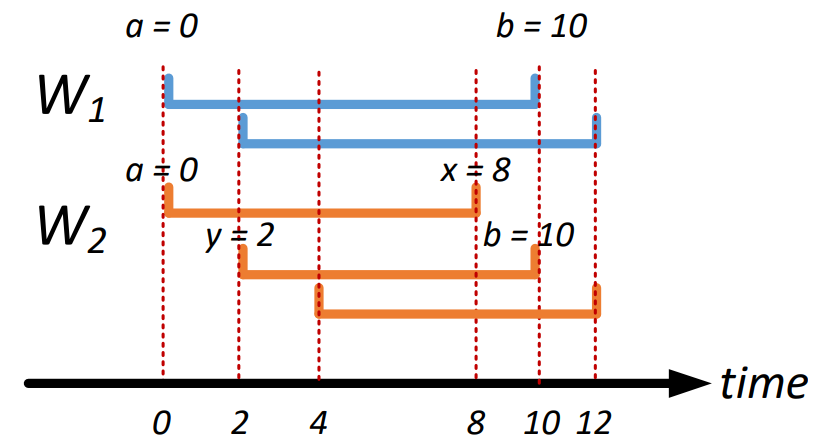 a = 0 b = 10
W1
a = 0 x = 8
W2
y = 2 b = 10
time
0 2 4 8 10 12